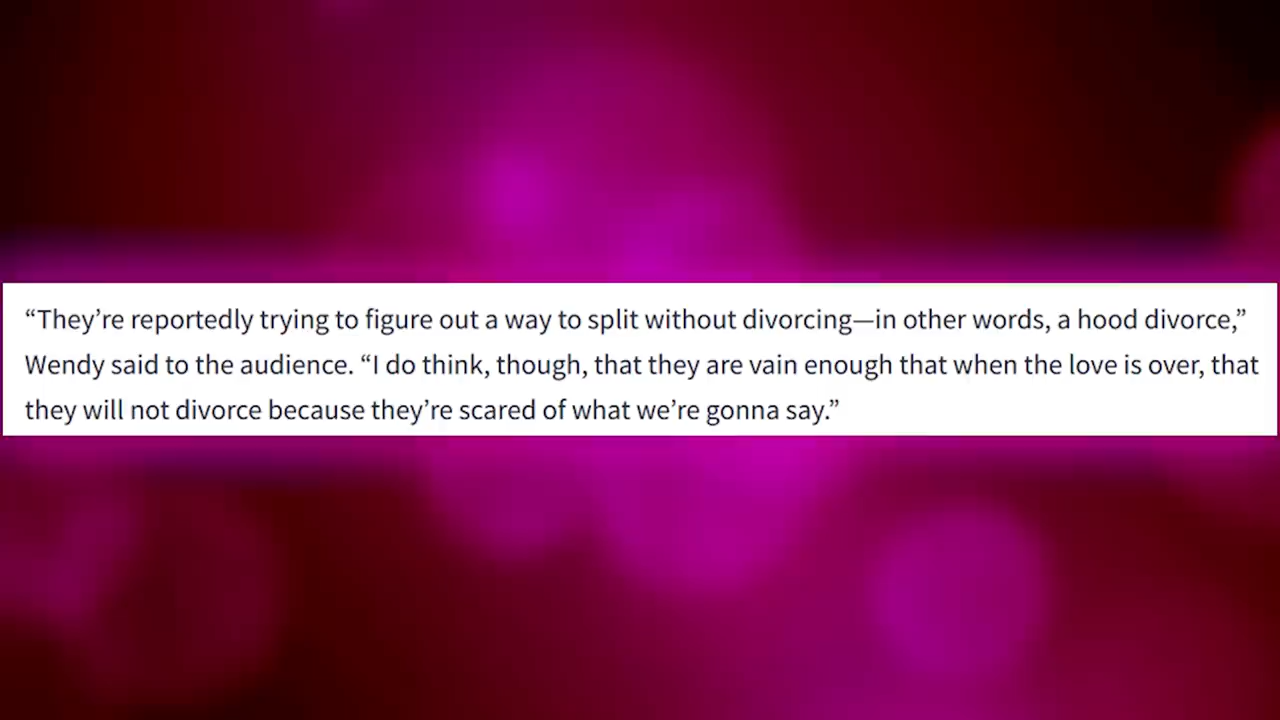 “They’re reportedly trying to figure out a way to split without divorcing—in other words, a hood divorce,”
Wendy said to the audience. “I do think, though, that they are vain enough that when the love is over, that
they will not divorce because they’re scared of what we’re gonna say.”